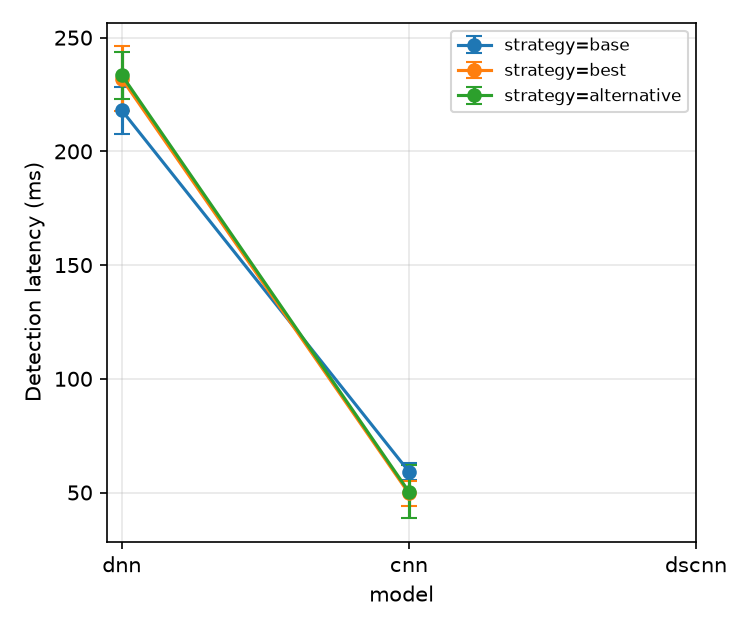 250
200
150
100
50
Detection latency (ms)
strategy=base
strategy=best
strategy=alternative
dnn cnn dscnn
model